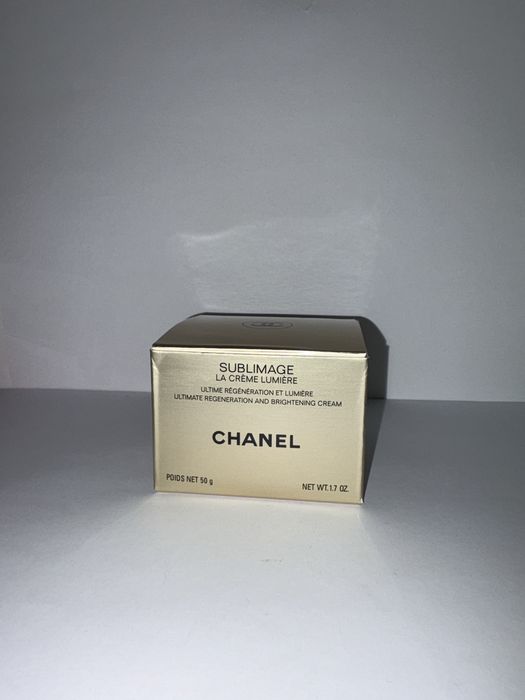 SUBLIMAGE
LA CRÈME LUMIÈRE
ULTIME RÉGÉNÉRATION ET LUMIÈRE
ULTIMATE REGENERATION AND BRIGHTENING CREAM
CHANEL
POIDS NET 50 g
NET WT. 1.7 OZ.